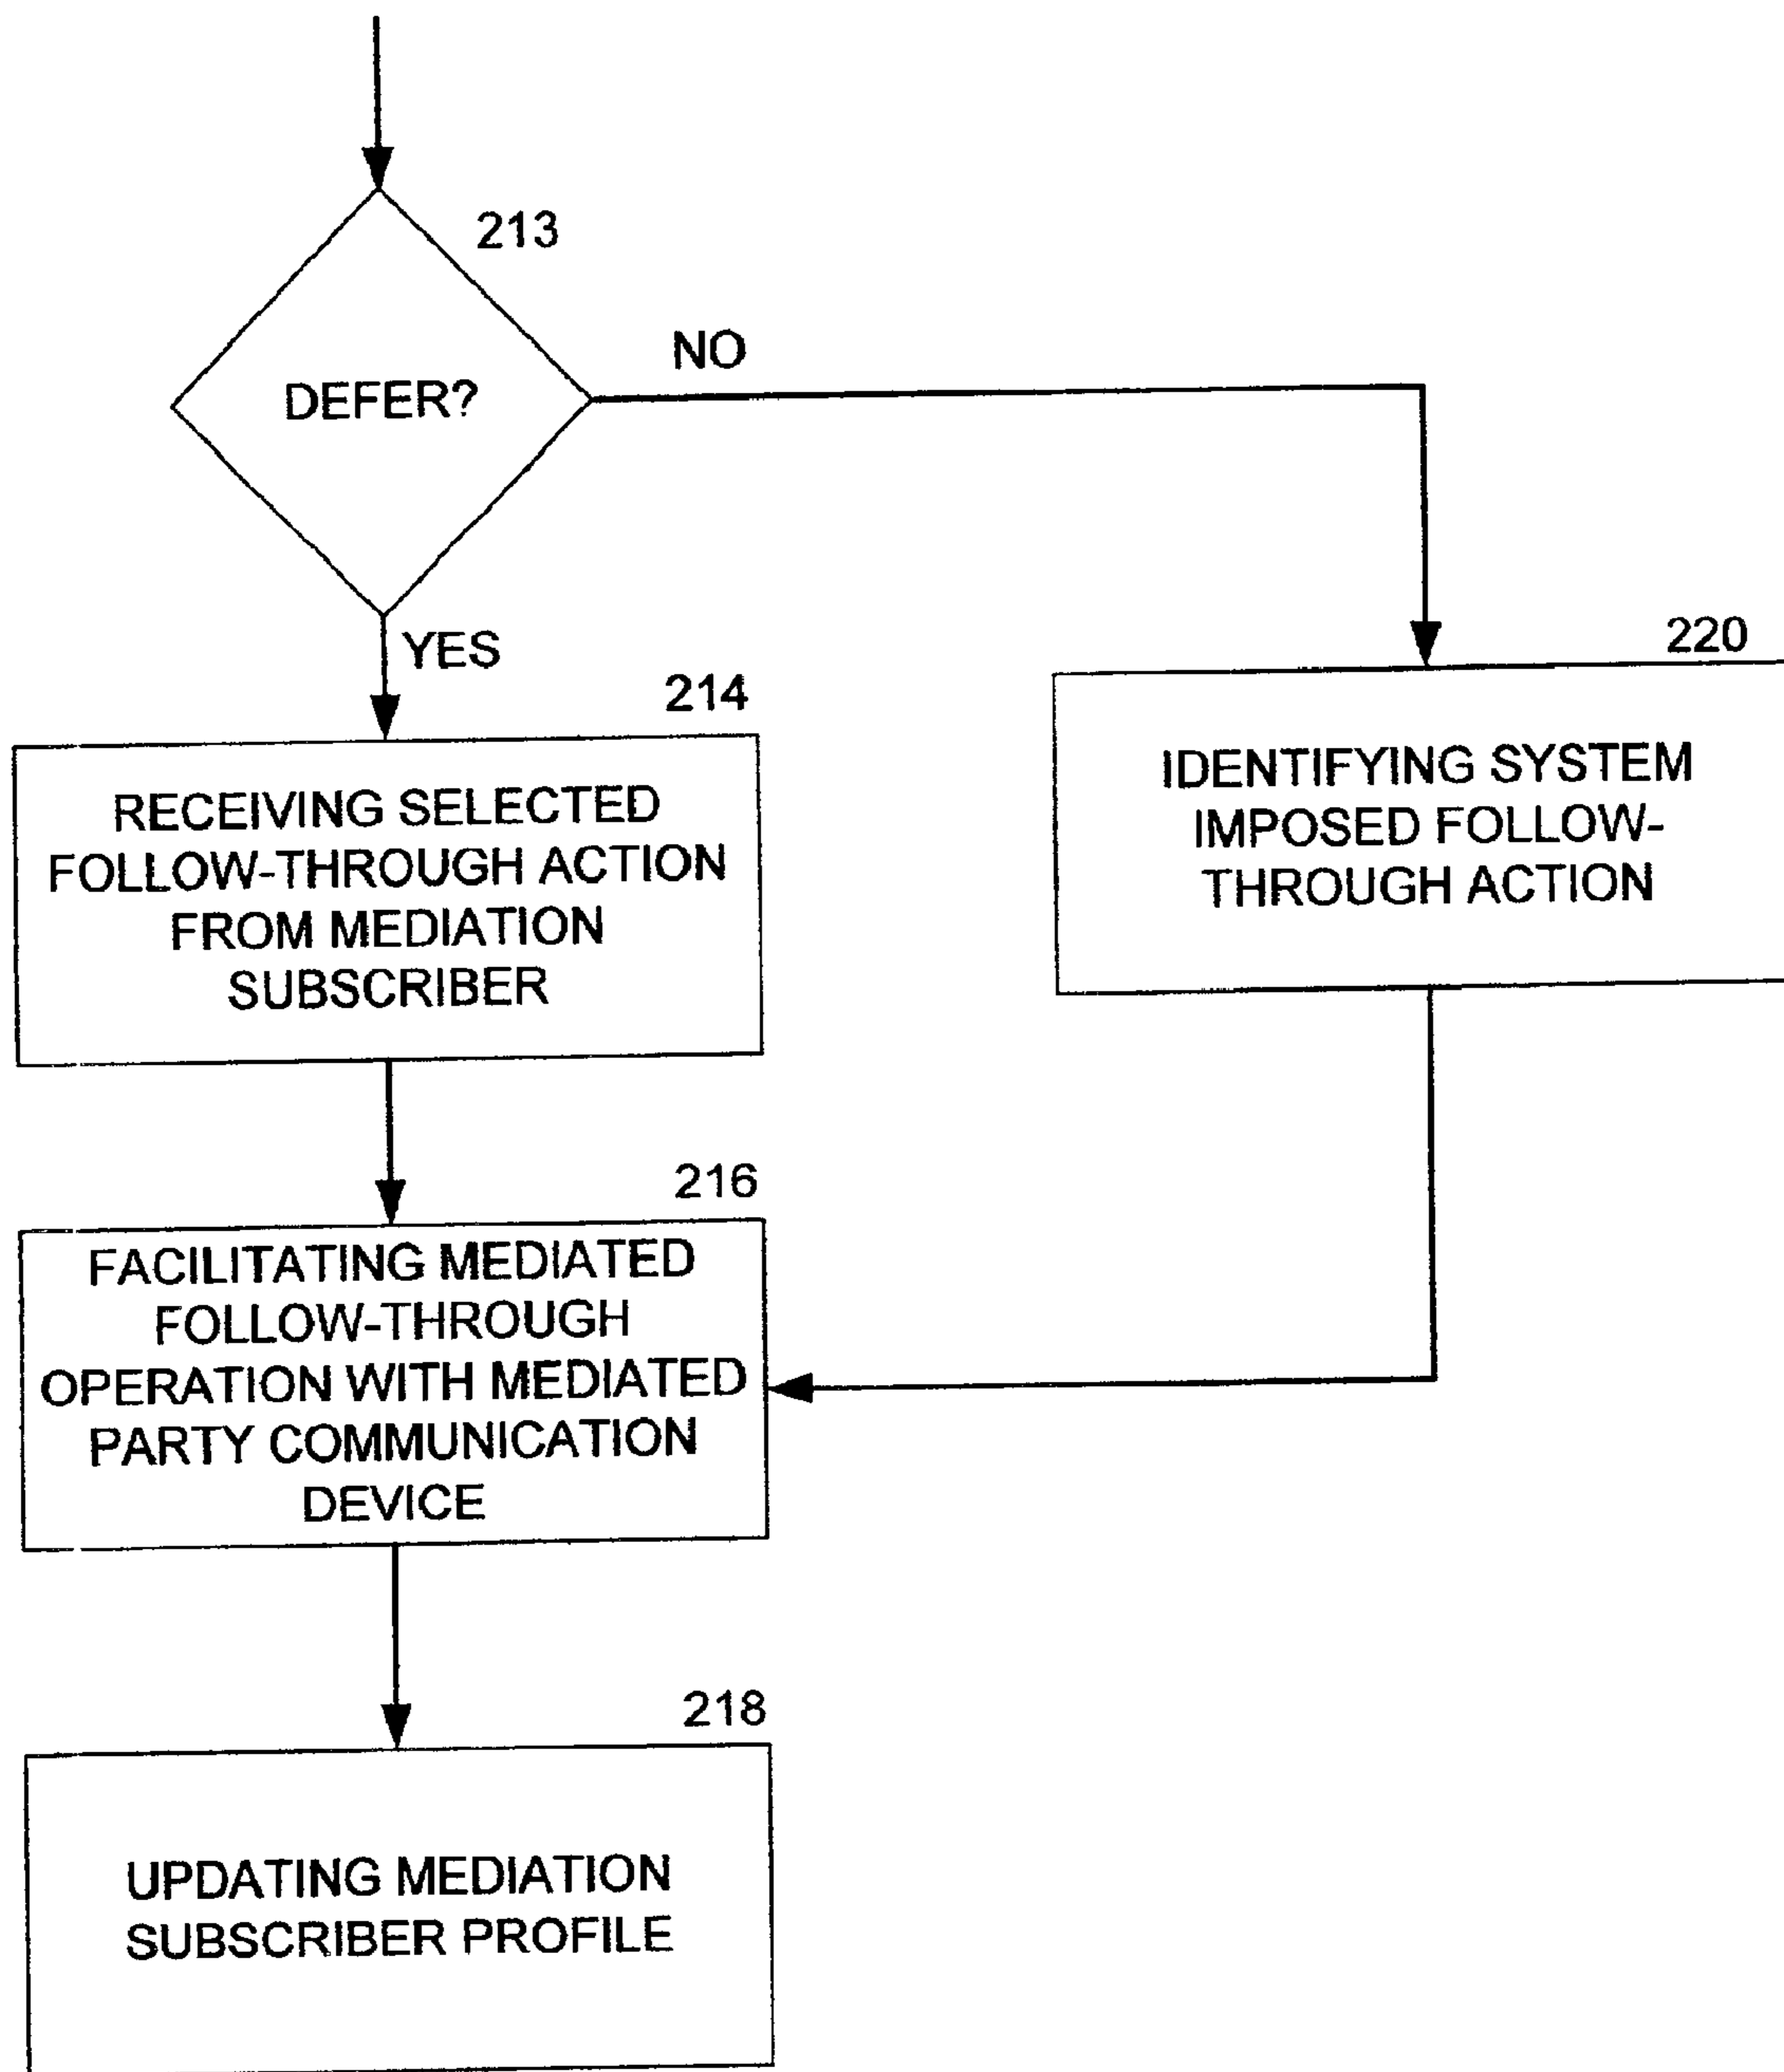 213
DEFER?
NO
YES
214
RECEIVING SELECTED
FOLLOW-THROUGH ACTION
FROM MEDIATION
SUBSCRIBER
220
IDENTIFYING SYSTEM
IMPOSED FOLLOW-
THROUGH ACTION
216
FACILITATING MEDIATED
FOLLOW-THROUGH
OPERATION WITH MEDIATED
PARTY COMMUNICATION
DEVICE
218
UPDATING MEDIATION
SUBSCRIBER PROFILE